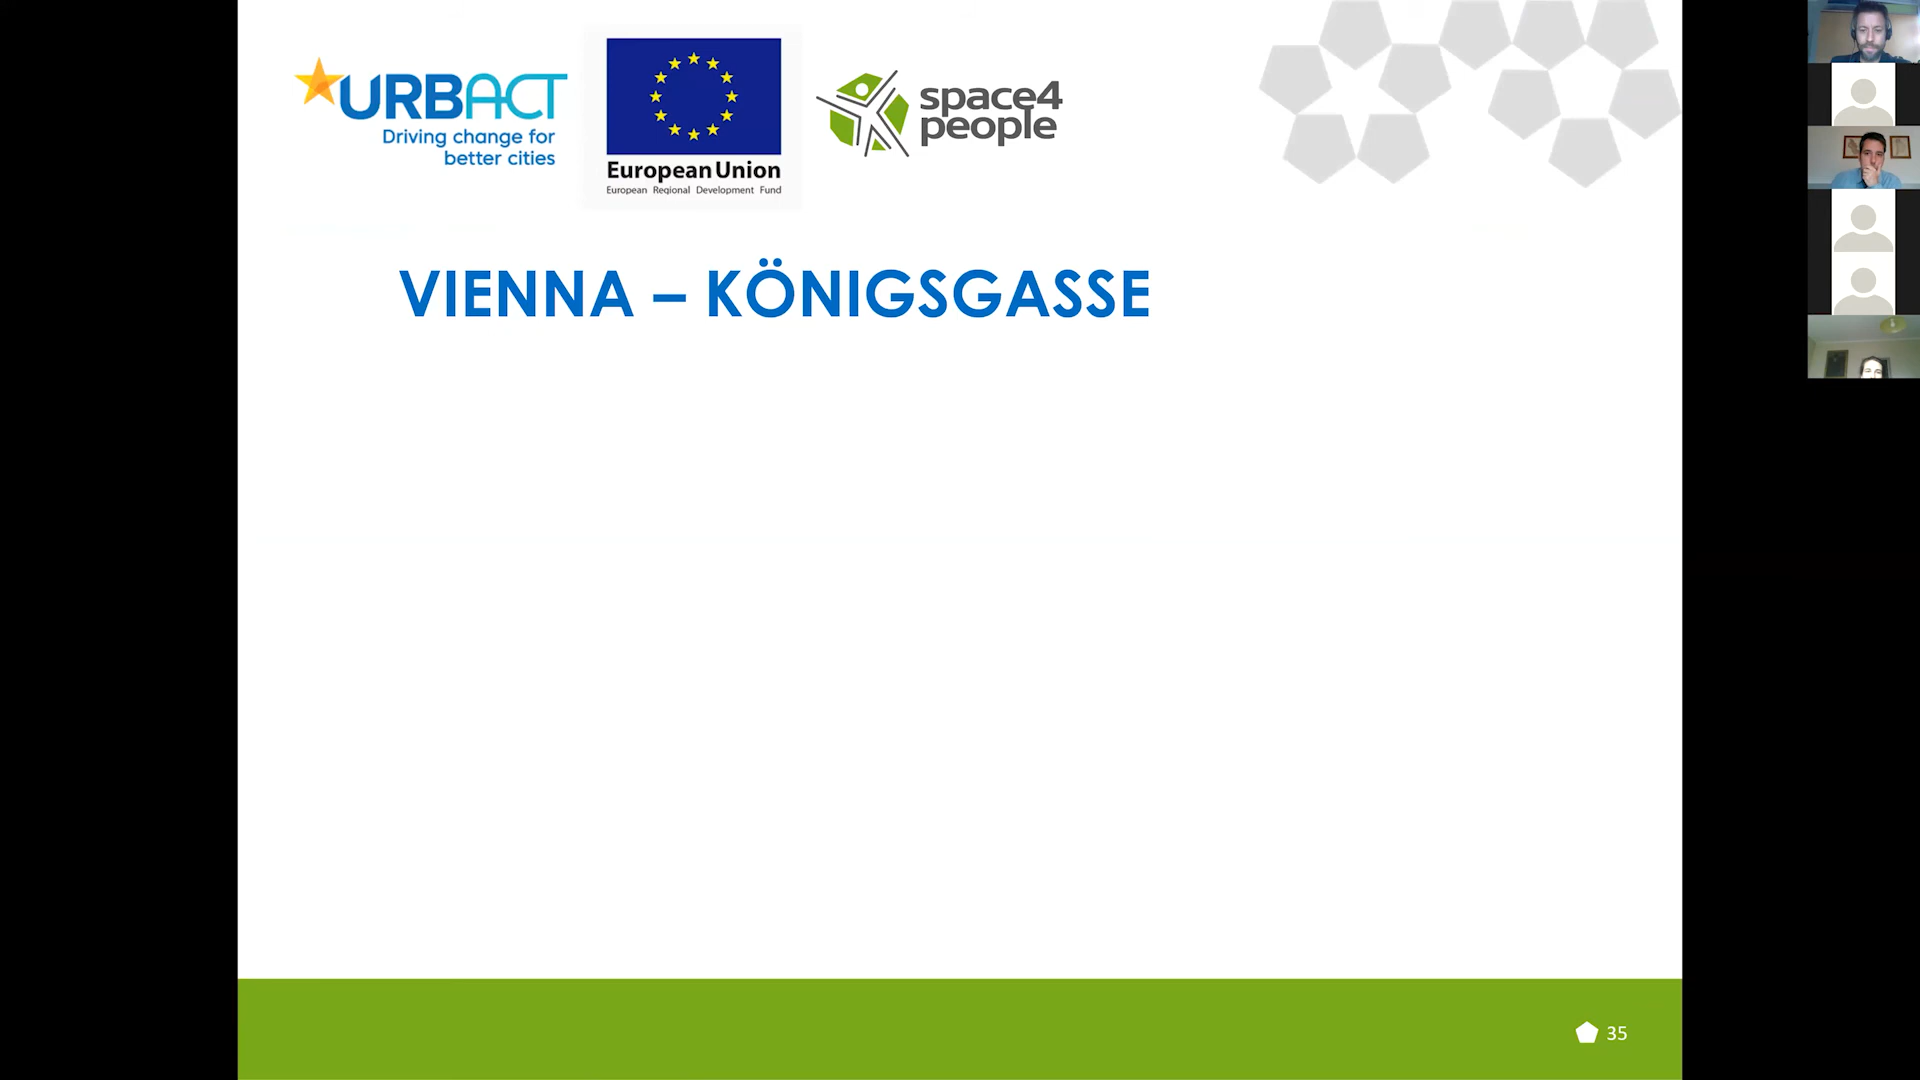 URBACT
Driving change for
better cities
European Union
European Regional Development Fund
space4
people
VIENNA – KÖNIGSGASSE
35